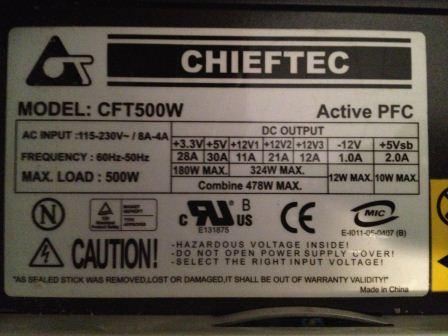 CHIEFTEC
MODEL: CFT500W Active PFC
AC INPUT :115-230V~ / 8A-4A DC OUTPUT
+3.3V +5V +12V1 +12V2 +12V3 -12V +5Vsb
FREQUENCY : 60Hz-50Hz 28A 30A 11A 21A 12A 1.0A 2.0A
MAX. LOAD : 500W 180W MAX. 324W MAX. 12W MAX. 10W MAX.
Combine 478W MAX.
N c RU US B CE MIC
E131875 E-I011-05-0407 (B)
CAUTION! -HAZARDOUS VOLTAGE INSIDE!
-DO NOT OPEN POWER SUPPLY COVER!
-SELECT THE RIGHT INPUT VOLTAGE!
"AS SEALED STICK WAS REMOVED,LOST OR DAMAGED,IT SHALL BE OUT OF WARRANTY VALIDITY!"
Made in China